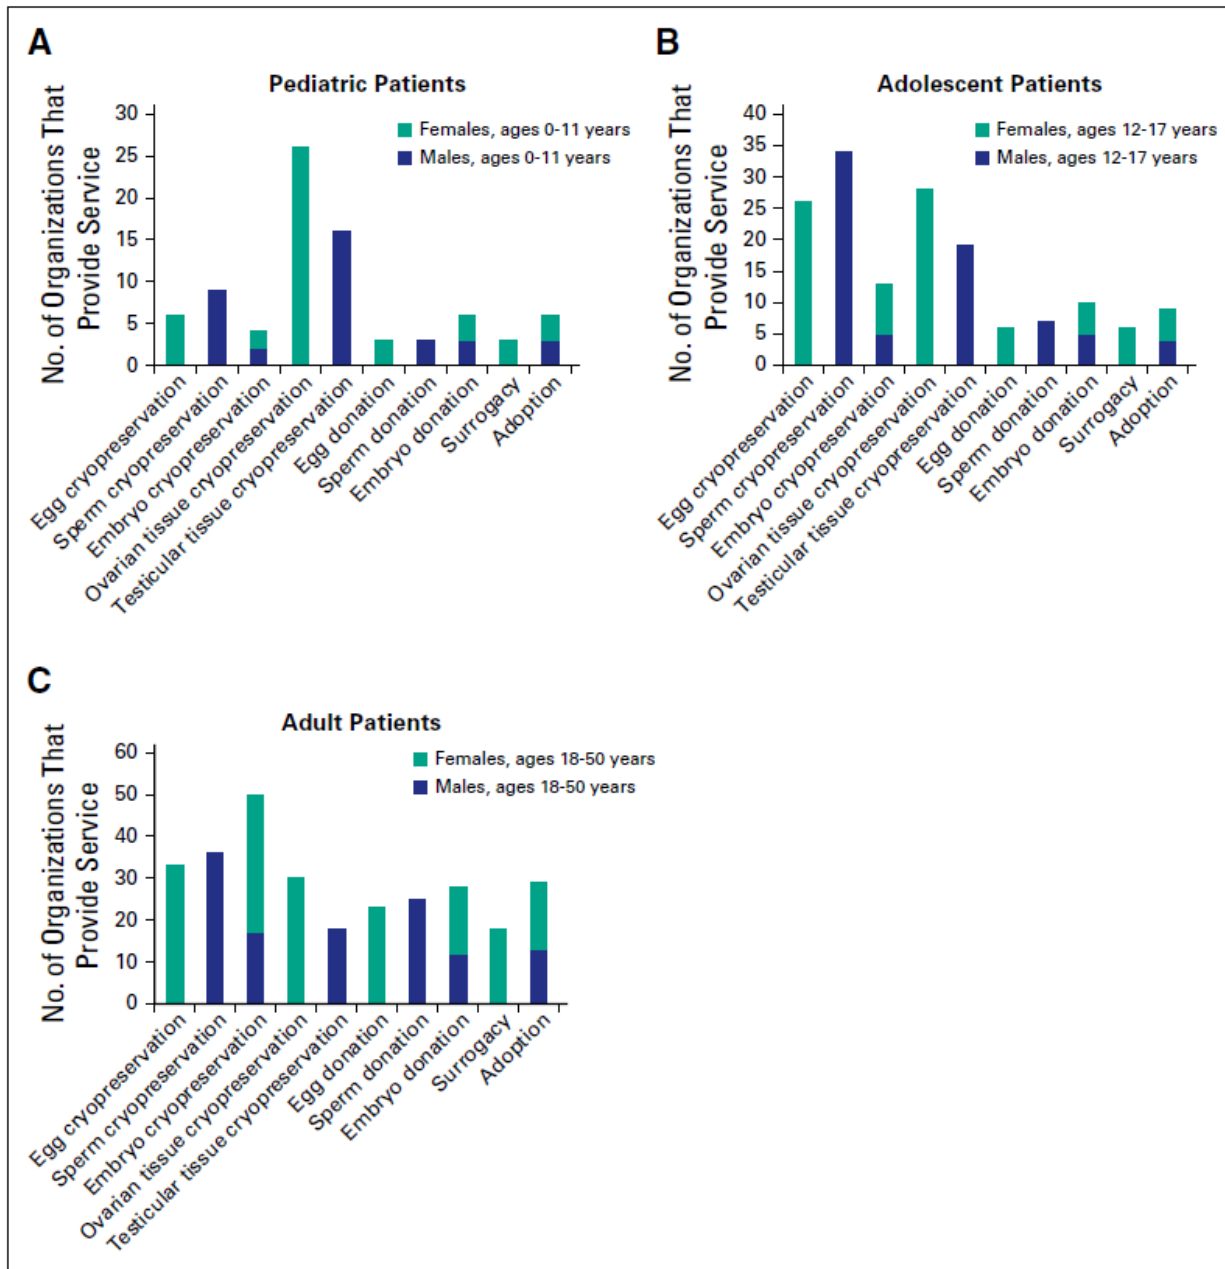 A
Pediatric Patients
No. of Organizations That
Provide Service
30
25
20
15
10
5
0
Females, ages 0-11 years
Males, ages 0-11 years
Egg cryopreservation
Sperm cryopreservation
Embryo cryopreservation
Ovarian tissue cryopreservation
Testicular tissue cryopreservation
Egg donation
Sperm donation
Embryo donation
Surrogacy
Adoption
B
Adolescent Patients
No. of Organizations That
Provide Service
40
35
30
25
20
15
10
5
0
Females, ages 12-17 years
Males, ages 12-17 years
Egg cryopreservation
Sperm cryopreservation
Embryo cryopreservation
Ovarian tissue cryopreservation
Testicular tissue cryopreservation
Egg donation
Sperm donation
Embryo donation
Surrogacy
Adoption
C
Adult Patients
No. of Organizations That
Provide Service
60
50
40
30
20
10
0
Females, ages 18-50 years
Males, ages 18-50 years
Egg cryopreservation
Sperm cryopreservation
Embryo cryopreservation
Ovarian tissue cryopreservation
Testicular tissue cryopreservation
Egg donation
Sperm donation
Embryo donation
Surrogacy
Adoption